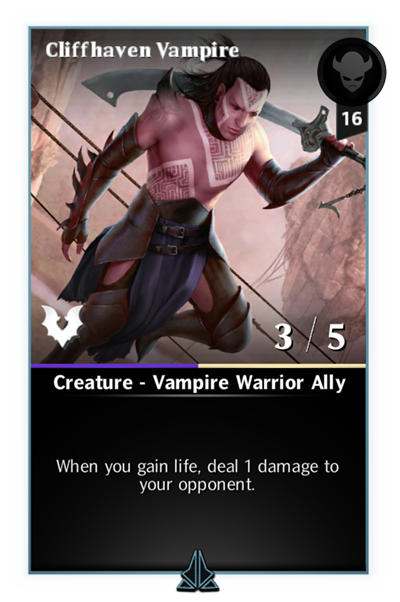 Cliffhaven Vampire
16
3 / 5
Creature - Vampire Warrior Ally
When you gain life, deal 1 damage to
your opponent.